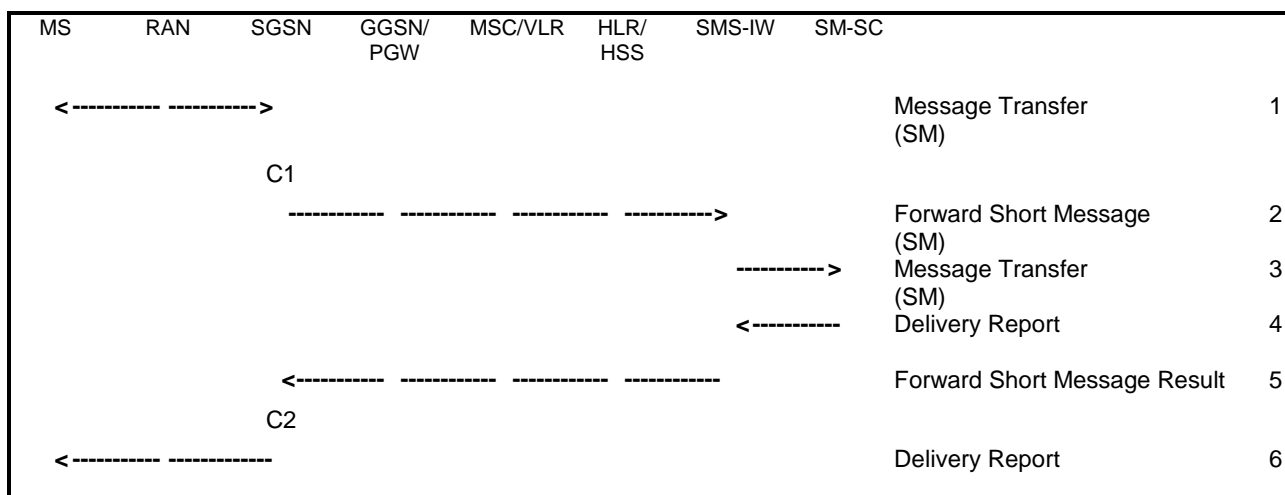 MS RAN SGSN GGSN/ MSC/VLR HLR/ SMS-IW SM-SC
PGW HSS
Message Transfer 1
(SM)
C1
Forward Short Message 2
(SM)
Message Transfer 3
(SM)
Delivery Report 4
Forward Short Message Result 5
C2
Delivery Report 6